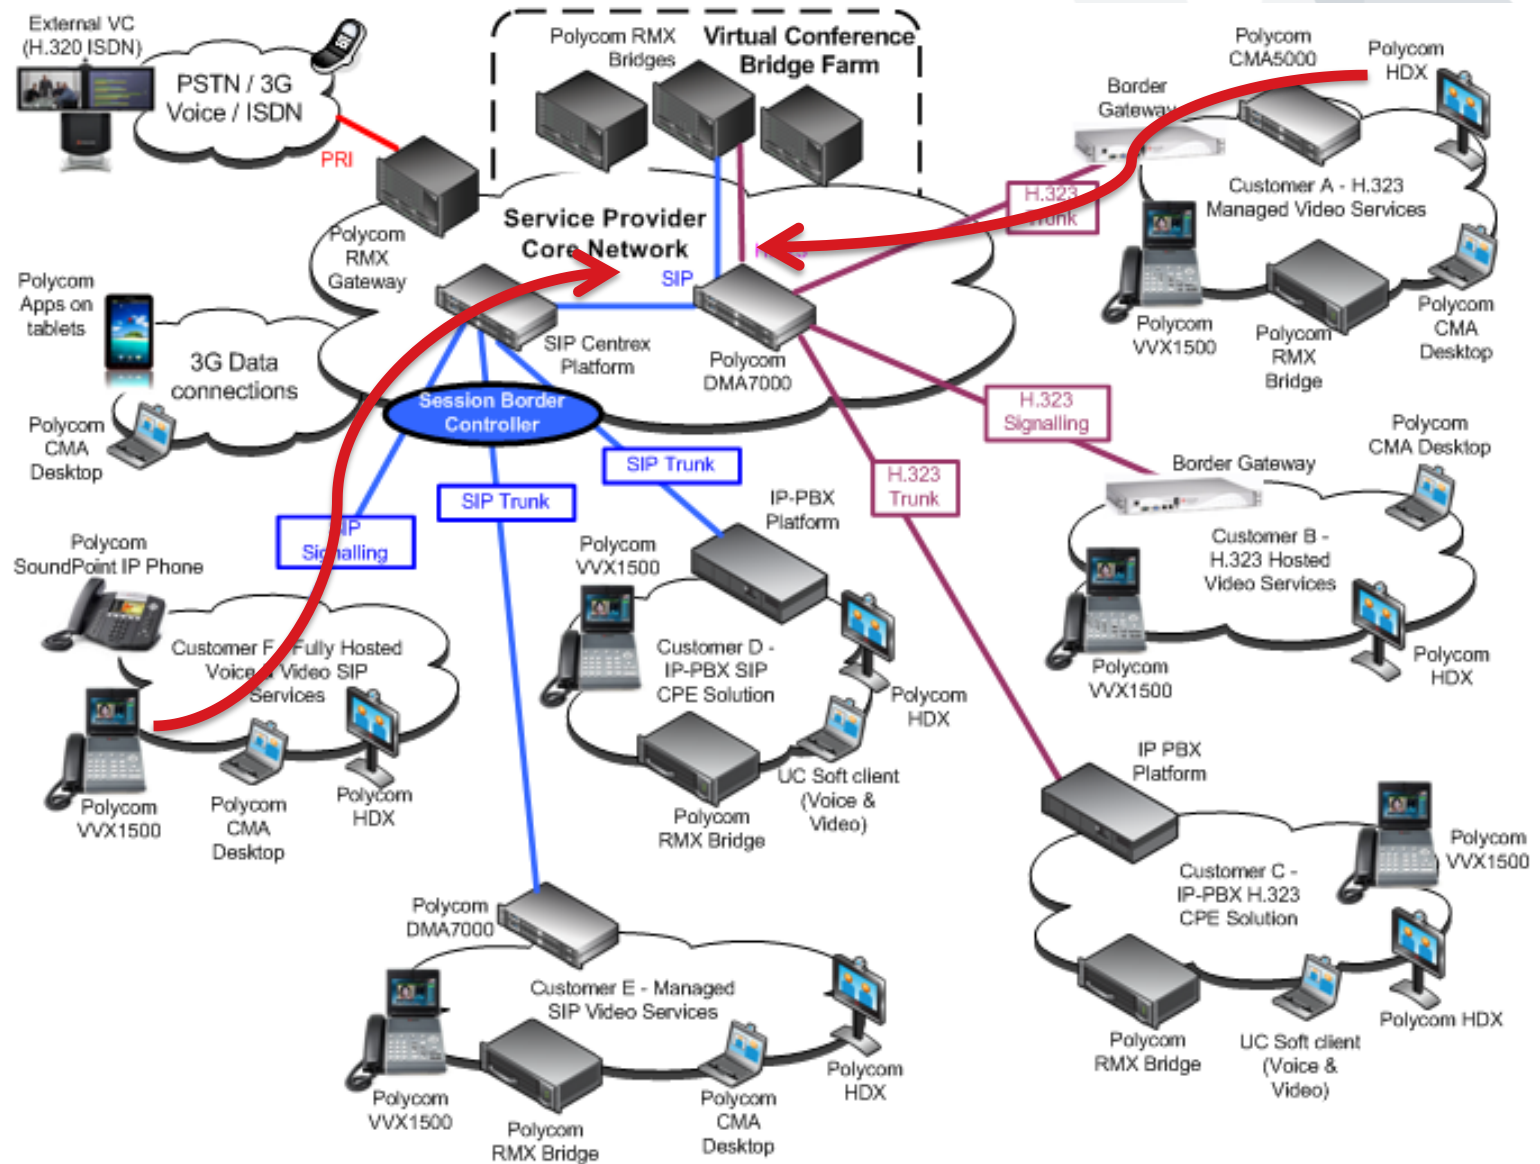 External VC
(H.320 ISDN)
PSTN / 3G
Voice / ISDN
PRI
Polycom
RMX
Gateway
Polycom RMX
Bridges
Virtual Conference
Bridge Farm
Service Provider
Core Network
SIP
SIP Centrex
Platform
Polycom
DMA7000
Session Border
Controller
Polycom
Apps on
tablets
3G Data
connections
Polycom
CMA
Desktop
Border
Gateway
Polycom
CMA5000
Polycom
HDX
H.323
Trunk
Customer A - H.323
Managed Video Services
Polycom
VVX1500
Polycom
RMX
Bridge
Polycom
CMA
Desktop
H.323
Signalling
Border Gateway
Polycom
CMA Desktop
Customer B -
H.323 Hosted
Video Services
Polycom
VVX1500
Polycom
HDX
H.323
Trunk
SIP Trunk
SIP Trunk
SIP
Signalling
Polycom
SoundPoint IP Phone
Customer F - Fully Hosted
Voice & Video SIP
Services
Polycom
VVX1500
Polycom
CMA
Desktop
Polycom
HDX
IP-PBX
Platform
Polycom
VVX1500
Customer D -
IP-PBX SIP
CPE Solution
Polycom
HDX
Polycom
RMX Bridge
UC Soft client
(Voice &
Video)
IP PBX
Platform
Customer C -
IP-PBX H.323
CPE Solution
Polycom
VVX1500
Polycom
RMX Bridge
UC Soft client
(Voice &
Video)
Polycom HDX
Polycom
DMA7000
Customer E - Managed
SIP Video Services
Polycom
VVX1500
Polycom
RMX Bridge
Polycom
CMA
Desktop
Polycom
HDX